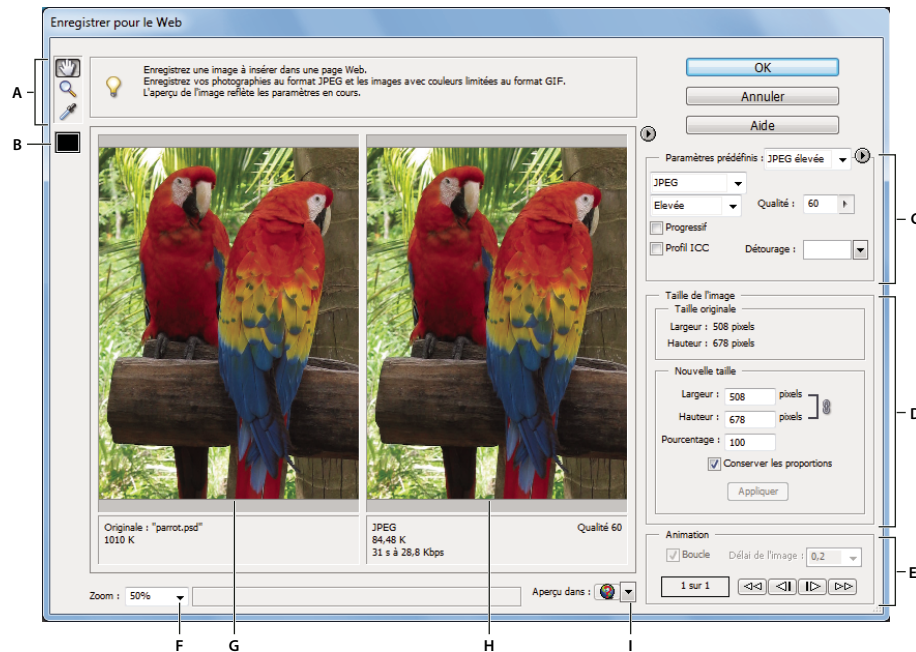 Enregistrer pour le Web
A
B
Enregistrez une image à insérer dans une page Web.
Enregistrez vos photographies au format JPEG et les images avec couleurs limitées au format GIF.
L'aperçu de l'image reflète les paramètres en cours.
OK
Annuler
Aide
Paramètres prédéfinis : JPEG élevée
JPEG
Elevée
Qualité : 60
Progressif
Profil ICC
Détourage :
C
Taille de l'image
Taille originale
Largeur : 508 pixels
Hauteur : 678 pixels
Nouvelle taille
Largeur : 508 pixels
Hauteur : 678 pixels
Pourcentage : 100
Conserver les proportions
Appliquer
D
Originale : "parrot.psd"
1010 K
JPEG Qualité 60
84,48 K
31 s à 28,8 Kbps
Animation
Boucle Délai de l'image : 0,2
1 sur 1
E
Zoom : 50%
Aperçu dans :
F
G
H
I